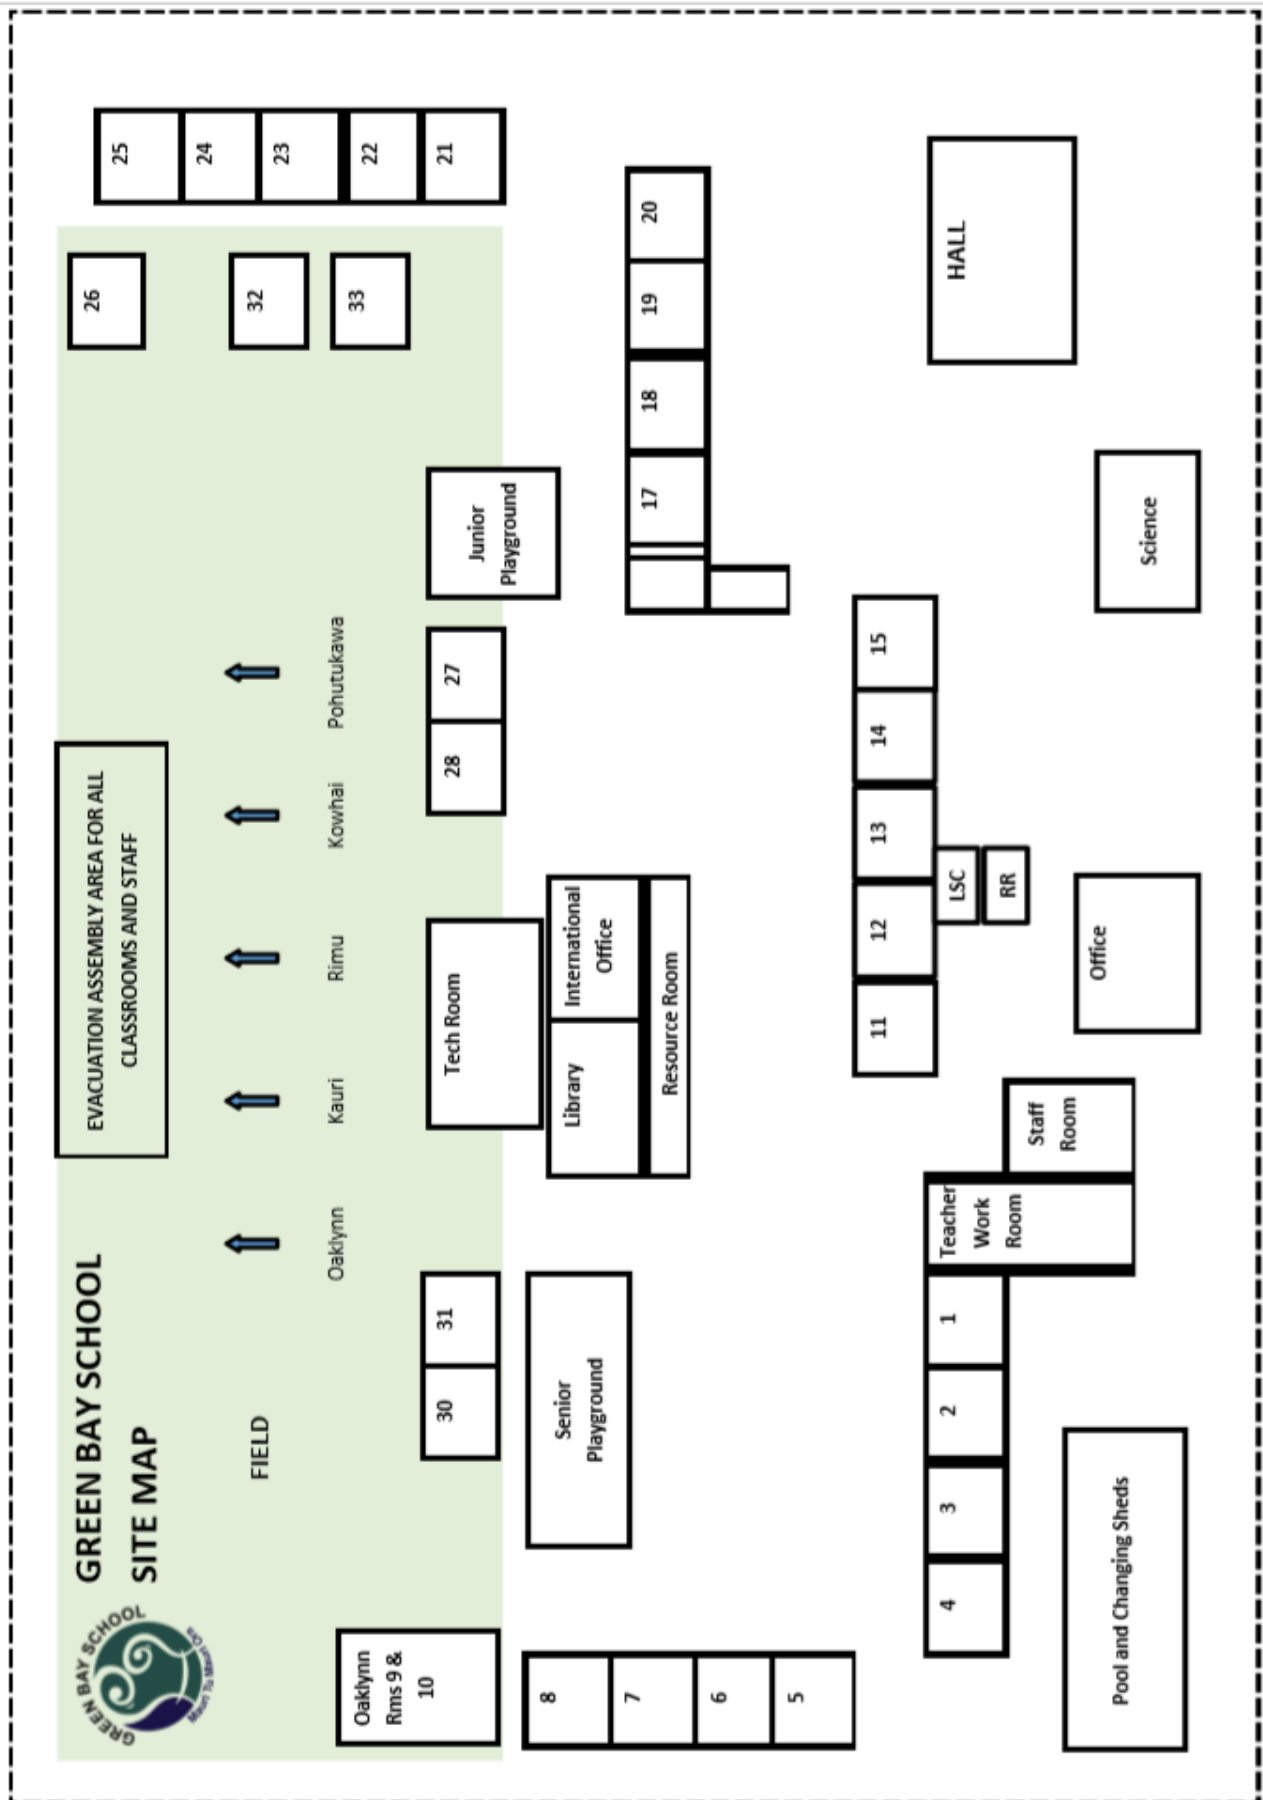 GREEN BAY SCHOOL
Mauri Tū Mauri Ora
GREEN BAY SCHOOL
SITE MAP
EVACUATION ASSEMBLY AREA FOR ALL
CLASSROOMS AND STAFF
26
25
24
23
22
21
32
33
FIELD
Oaklynn
Kauri
Rimu
Kowhai
Pohutukawa
Oaklynn
Rms 9 &
10
30
31
Tech Room
28
27
Junior
Playground
8
7
6
5
Senior
Playground
Library
International
Office
Resource Room
17
18
19
20
11
12
13
14
15
LSC
RR
4
3
2
1
Teacher
Work
Room
Staff
Room
HALL
Pool and Changing Sheds
Office
Science